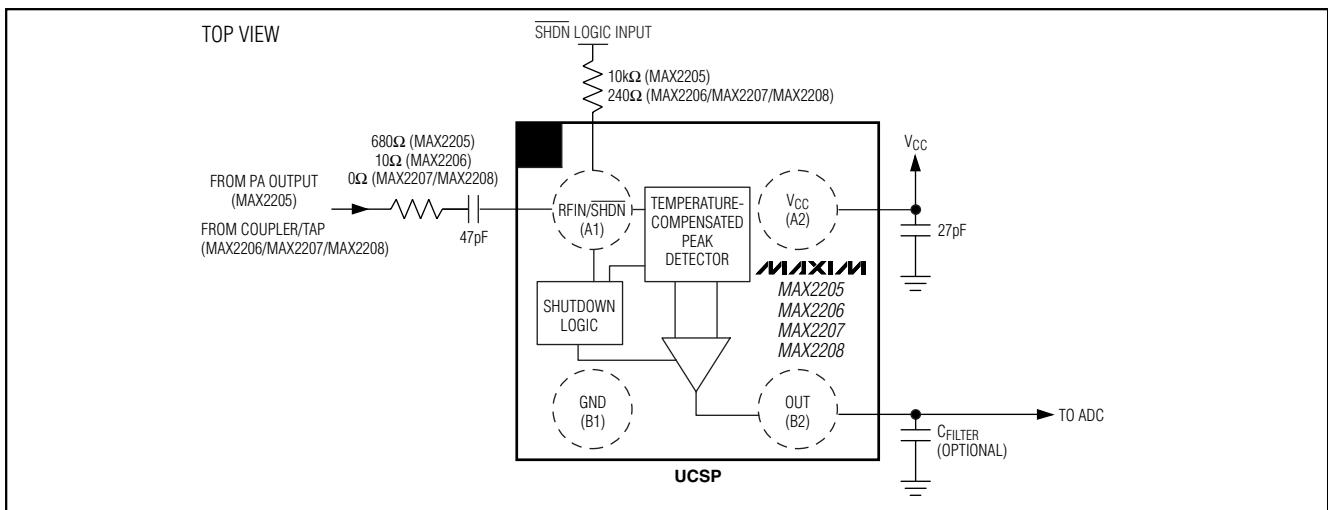 TOP VIEW
SHDN LOGIC INPUT
10kΩ (MAX2205)
240Ω (MAX2206/MAX2207/MAX2208)
680Ω (MAX2205)
10Ω (MAX2206)
0Ω (MAX2207/MAX2208)
FROM PA OUTPUT
(MAX2205)
FROM COUPLER/TAP
(MAX2206/MAX2207/MAX2208)
47pF
RFIN/SHDN
(A1)
TEMPERATURE-
COMPENSATED
PEAK
DETECTOR
VCC
(A2)
VCC
27pF
MAXIM
MAX2205
MAX2206
MAX2207
MAX2208
SHUTDOWN
LOGIC
GND
(B1)
OUT
(B2)
TO ADC
CFILTER
(OPTIONAL)
UCSP